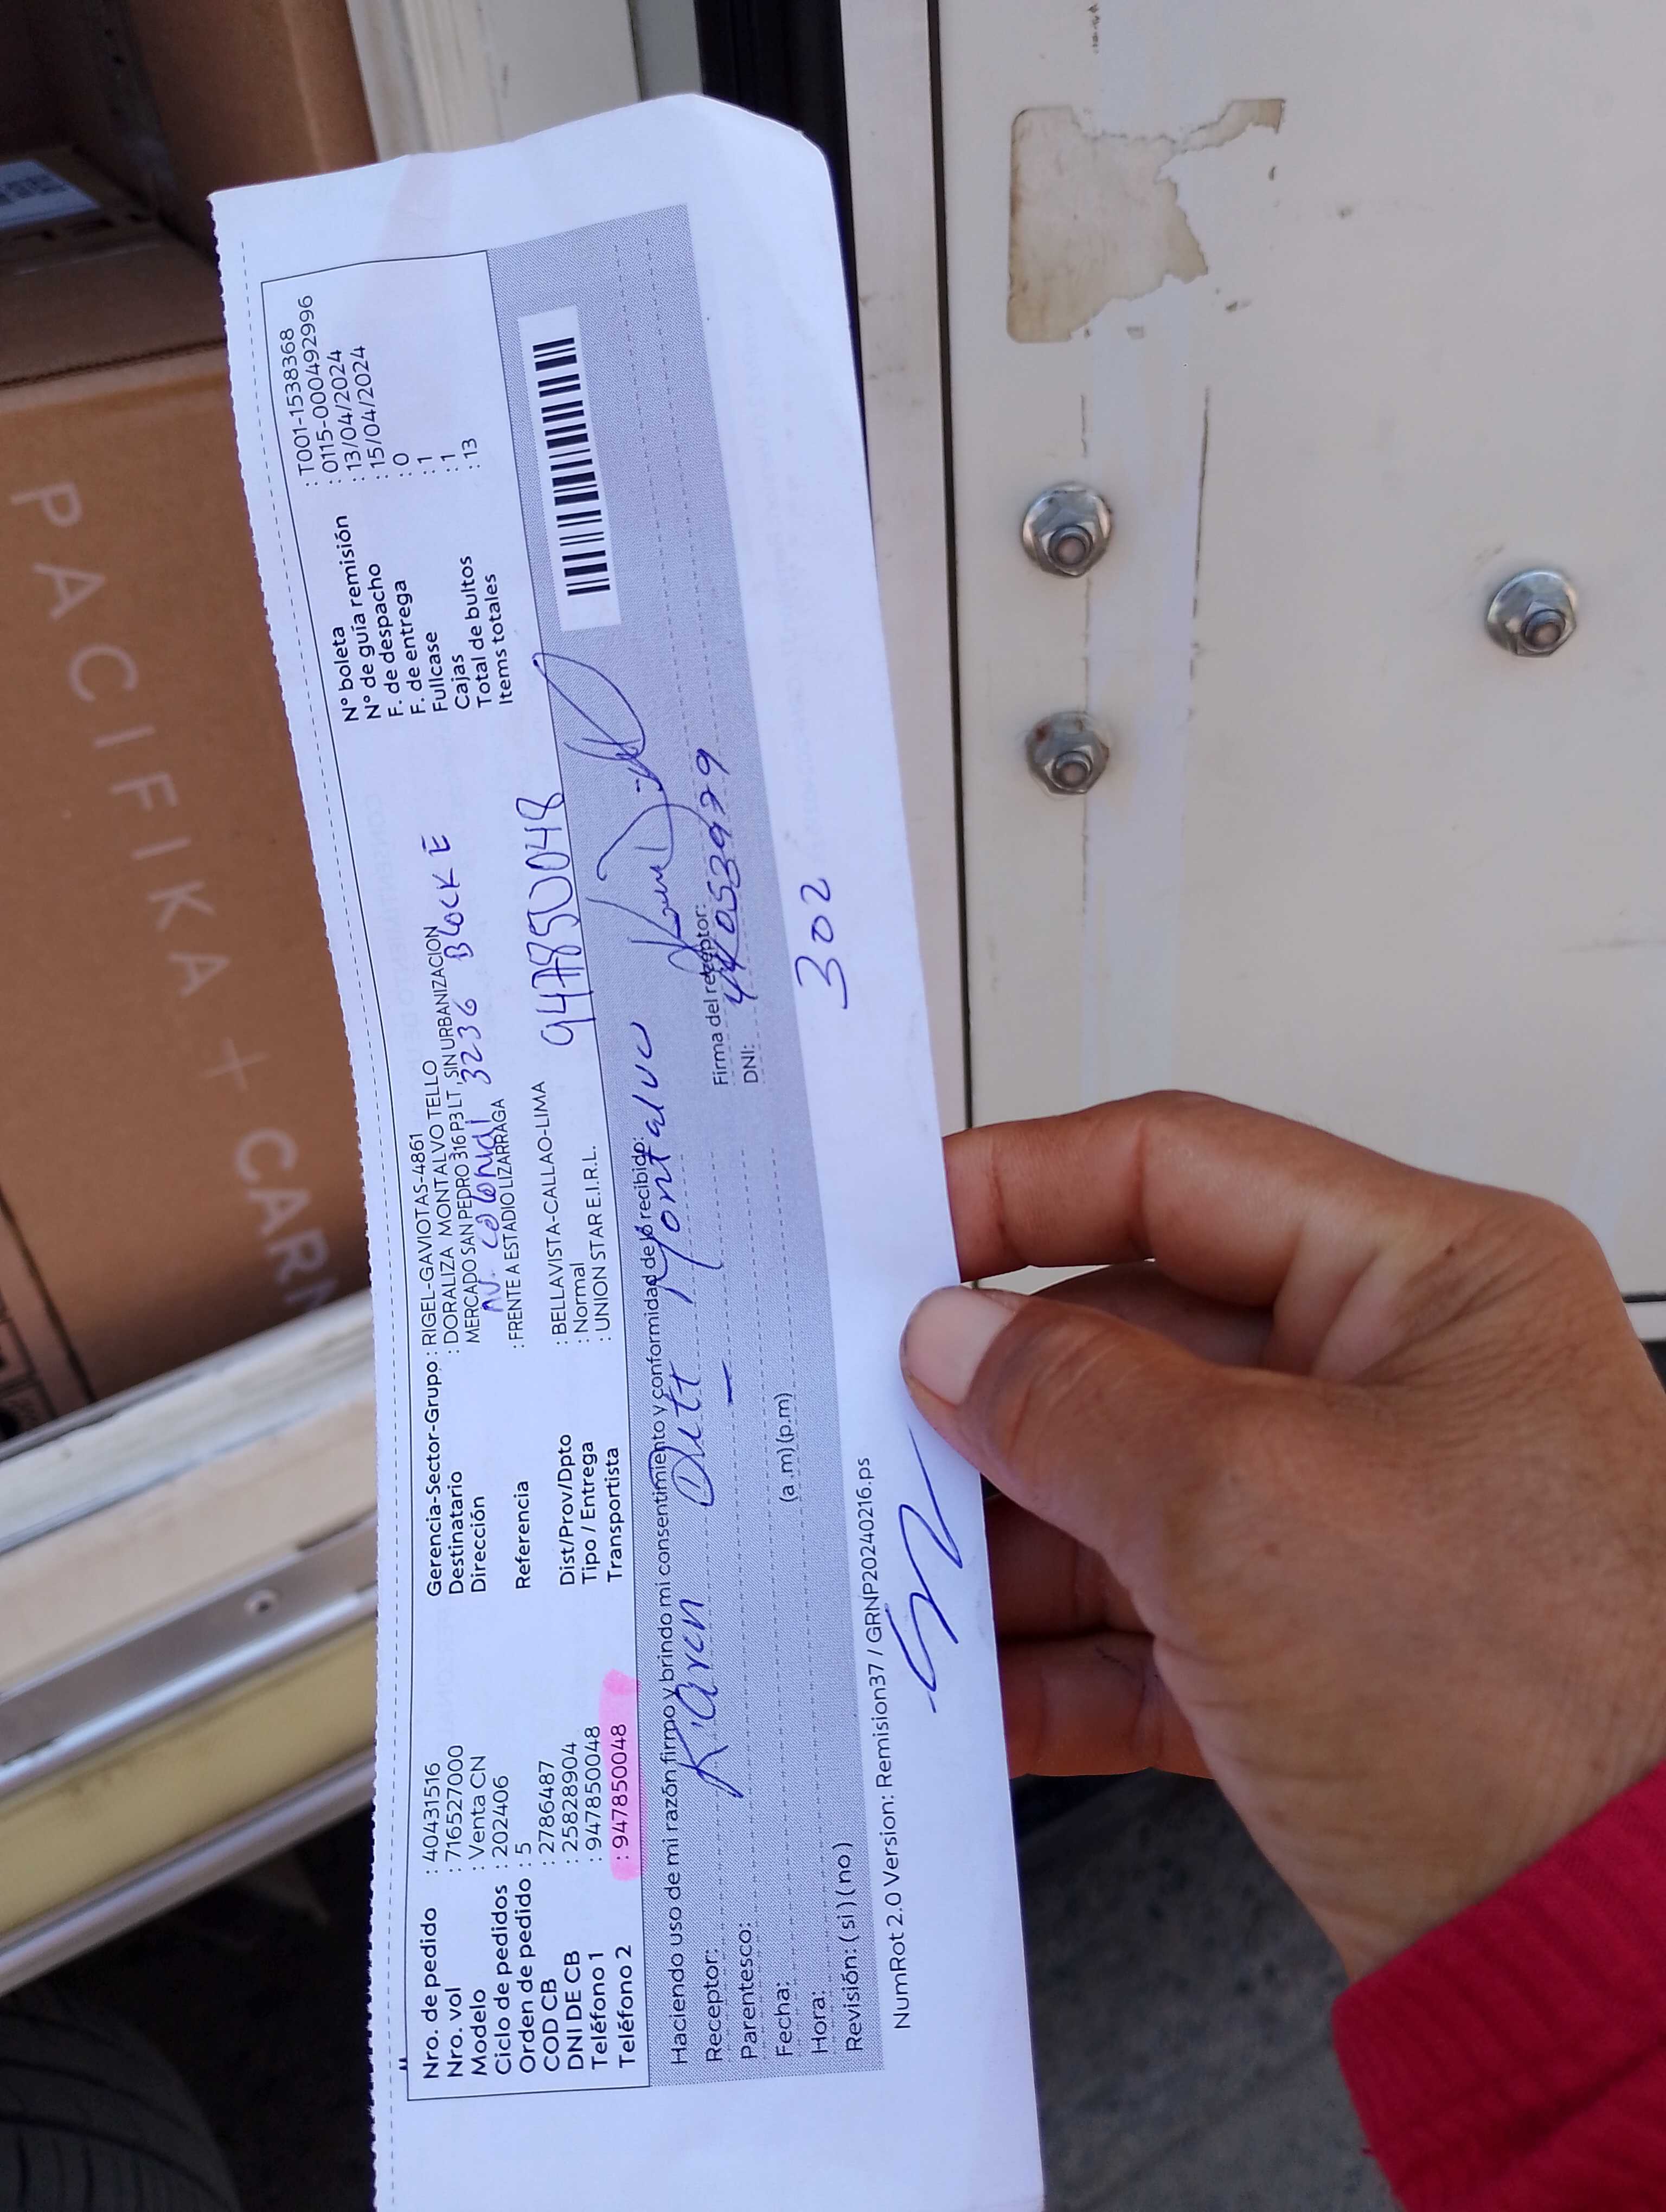 PACIFIKA + CARN
Nro. de pedido : 40431516
Nro. vol : 716527000
Modelo : Venta CN
Ciclo de pedidos : 202406
Orden de pedido : 5
COD CB : 2786487
DNI DE CB : 25828904
Teléfono 1 : 947850048
Teléfono 2 : 947850048
Gerencia-Sector-Grupo : RIGEL-GAVIOTAS-4861
Destinatario : DORALIZA MONTALVO TELLO
Dirección : MERCADO SAN PEDRO 316 P3 LT , SIN URBANIZACION
Av. Colonial 3236 Block E
Referencia : FRENTE A ESTADIO LIZARRAGA
Dist/Prov/Dpto : BELLAVISTA-CALLAO-LIMA
Tipo / Entrega : Normal
Transportista : UNION STAR E.I.R.L.
947850048
N° boleta : T001-1538368
N° de guía remisión : 0115-0000492996
F. de despacho : 13/04/2024
F. de entrega : 15/04/2024
Fullcase : 0
Cajas : 1
Total de bultos : 1
Items totales : 13
Haciendo uso de mi razón firmo y brindo mi consentimiento y conformidad de lo recibido:
Receptor: Karen Ditt Montalvo
Parentesco:
Fecha:
Hora: (a .m) (p.m)
Revisión: ( si ) ( no )
Firma del receptor:
DNI:
302
NumRot 2.0 Version: Remision37 / GRNP20240216.ps